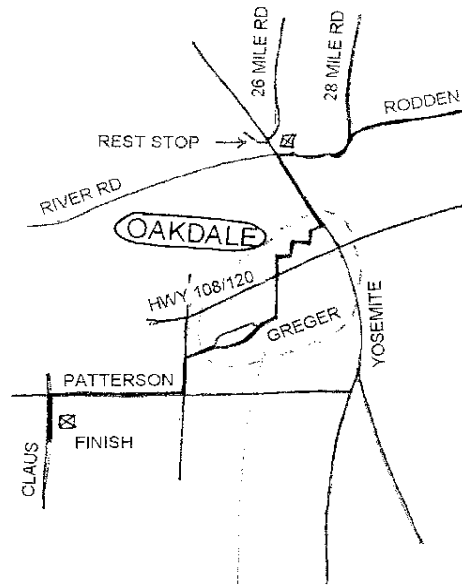 26 MILE RD
28 MILE RD
RODDEN
REST STOP
RIVER RD
OAKDALE
HWY 108/120
GREGER
YOSEMITE
PATTERSON
FINISH
CLAUS